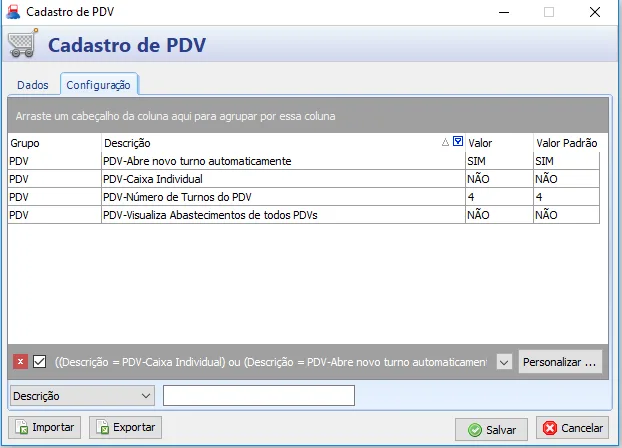 Cadastro de PDV
Cadastro de PDV
Dados Configuração
Arraste um cabeçalho da coluna aqui para agrupar por essa coluna
Grupo Descrição Valor Valor Padrão
PDV PDV-Abre novo turno automaticamente SIM SIM
PDV PDV-Caixa Individual NÃO NÃO
PDV PDV-Número de Turnos do PDV 4 4
PDV PDV-Visualiza Abastecimentos de todos PDVs NÃO NÃO
((Descrição = PDV-Caixa Individual) ou (Descrição = PDV-Abre novo turno automaticament Personalizar ...
Descrição
Importar Exportar Salvar Cancelar